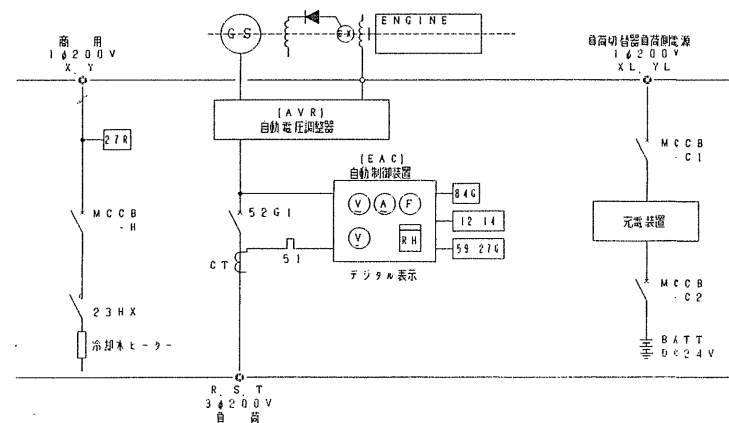 商 用
1φ200V
X. Y
27R
MCCB
-H
23HX
冷却水ヒーター
G-S
EX
ENGINE
[AVR]
自動電圧調整器
[EAC]
自動制御装置
V
A
F
V
RH
デジタル表示
84G
12 14
59 27G
52G1
CT
51
R. S. T
3φ200V
負 荷
負荷切替器負荷側電源
1φ200V
XL. YL
MCCB
-C1
充電装置
MCCB
-C2
BATT
DC24V